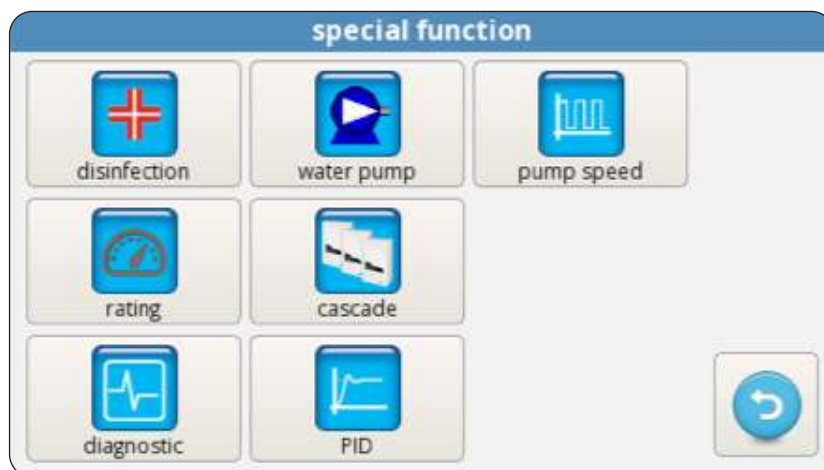 special function
disinfection
water pump
pump speed
rating
cascade
diagnostic
PID